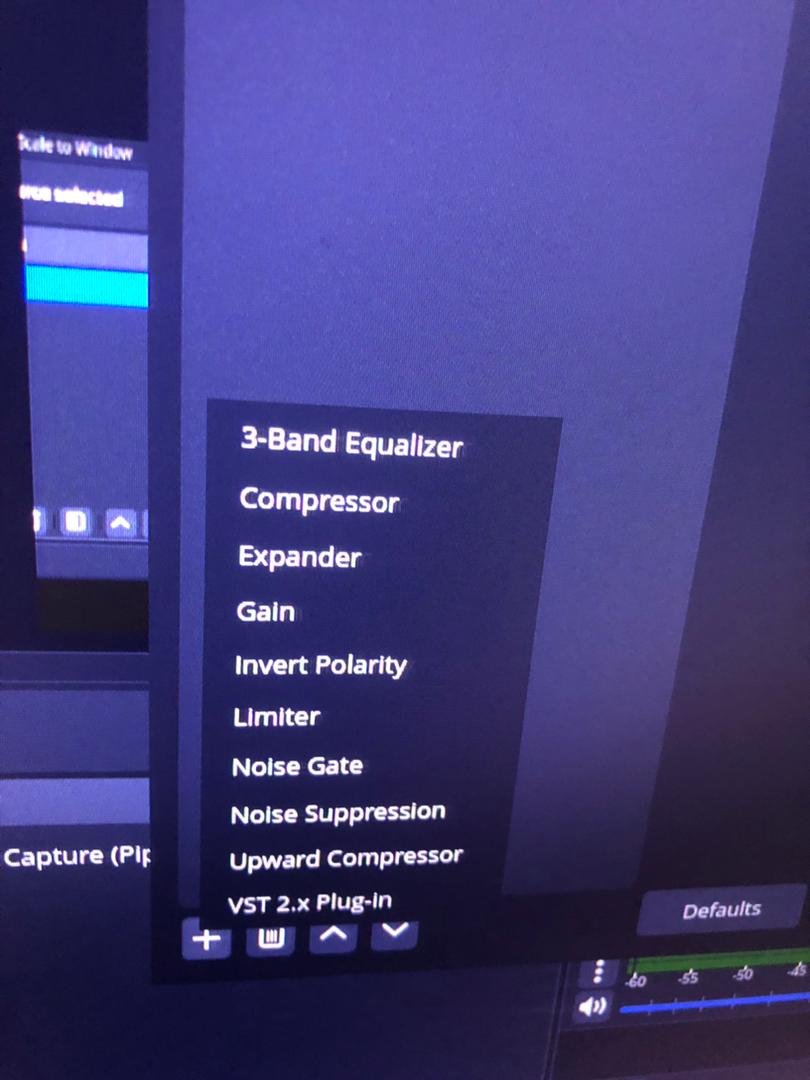 Scale to Window
selected
3-Band Equalizer
Compressor
Expander
Gain
Invert Polarity
Limiter
Noise Gate
Noise Suppression
Upward Compressor
VST 2.x Plug-in
Capture (Pip
Defaults
-60 -55 -50 -45